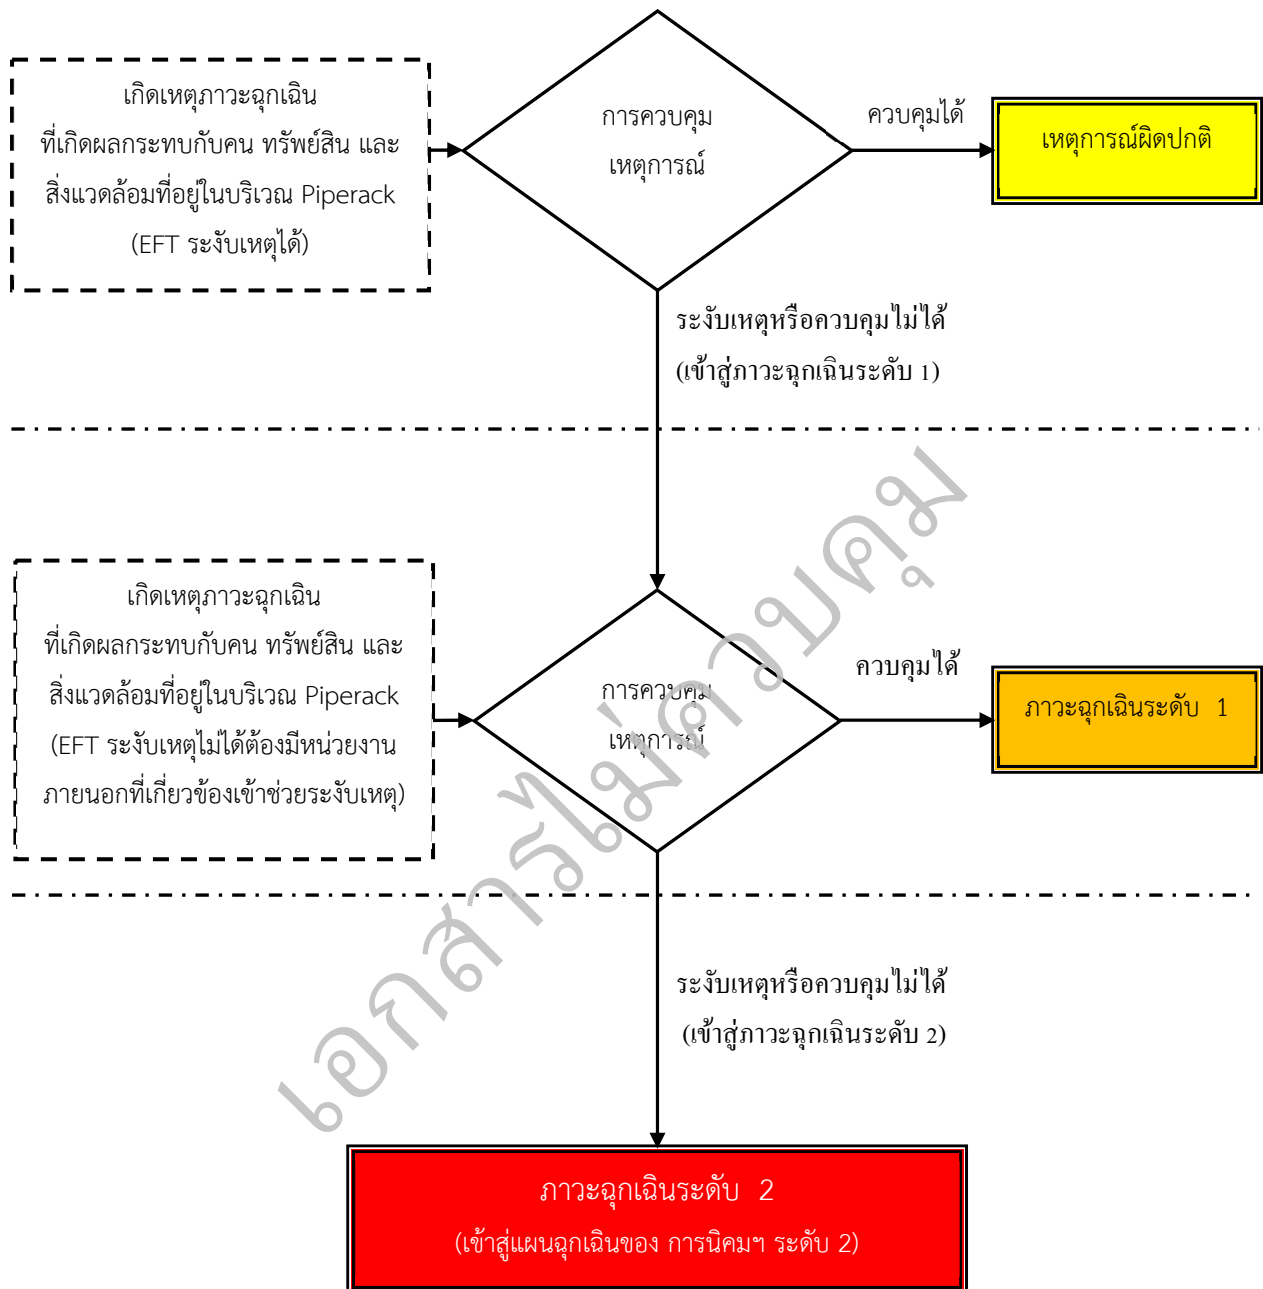 เกิดเหตุภาวะฉุกเฉิน
ที่เกิดผลกระทบกับคน ทรัพย์สิน และ
สิ่งแวดล้อมที่อยู่ในบริเวณ Piperack
(EFT ระงับเหตุได้)
การควบคุม
เหตุการณ์
ควบคุมได้
เหตุการณ์ผิดปกติ
ระงับเหตุหรือควบคุมไม่ได้
(เข้าสู่ภาวะฉุกเฉินระดับ 1)
เกิดเหตุภาวะฉุกเฉิน
ที่เกิดผลกระทบกับคน ทรัพย์สิน และ
สิ่งแวดล้อมที่อยู่ในบริเวณ Piperack
(EFT ระงับเหตุไม่ได้ต้องมีหน่วยงาน
ภายนอกที่เกี่ยวข้องเข้าช่วยระงับเหตุ)
การควบคุม
เหตุการณ์
ควบคุมได้
ภาวะฉุกเฉินระดับ 1
ระงับเหตุหรือควบคุมไม่ได้
(เข้าสู่ภาวะฉุกเฉินระดับ 2)
ภาวะฉุกเฉินระดับ 2
(เข้าสู่แผนฉุกเฉินของ การนิคมฯ ระดับ 2)
เอกสารไม่ควบคุม